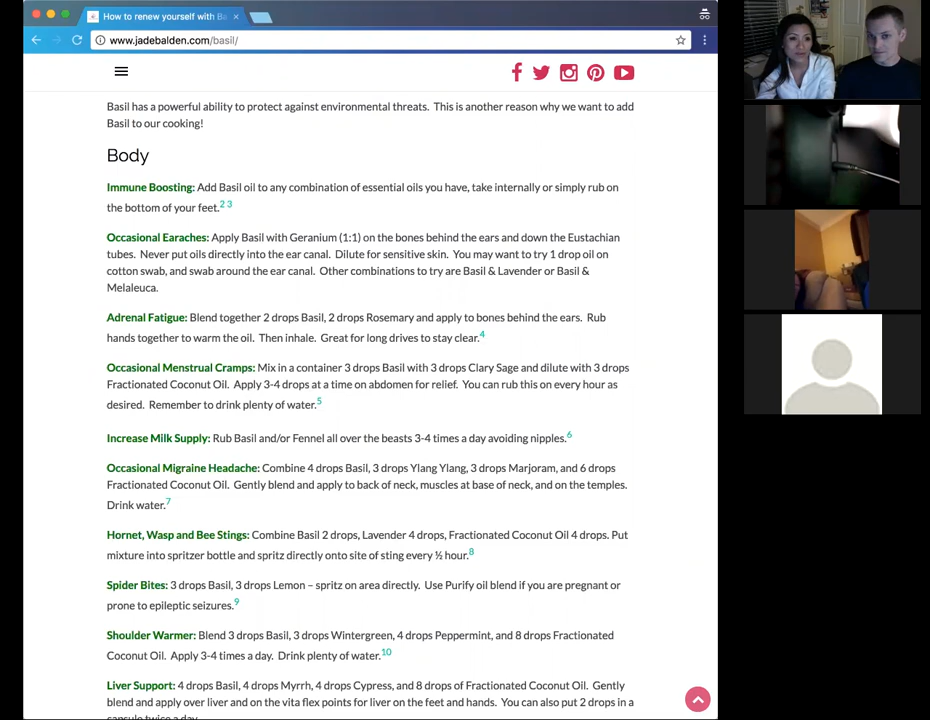 How to renew yourself with Ba
www.jadebalden.com/basil/
Basil has a powerful ability to protect against environmental threats. This is another reason why we want to add
Basil to our cooking!
Body
Immune Boosting: Add Basil oil to any combination of essential oils you have, take internally or simply rub on
the bottom of your feet.2 3
Occasional Earaches: Apply Basil with Geranium (1:1) on the bones behind the ears and down the Eustachian
tubes. Never put oils directly into the ear canal. Dilute for sensitive skin. You may want to try 1 drop oil on
cotton swab, and swab around the ear canal. Other combinations to try are Basil & Lavender or Basil &
Melaleuca.
Adrenal Fatigue: Blend together 2 drops Basil, 2 drops Rosemary and apply to bones behind the ears. Rub
hands together to warm the oil. Then inhale. Great for long drives to stay clear.4
Occasional Menstrual Cramps: Mix in a container 3 drops Basil with 3 drops Clary Sage and dilute with 3 drops
Fractionated Coconut Oil. Apply 3-4 drops at a time on abdomen for relief. You can rub this on every hour as
desired. Remember to drink plenty of water.5
Increase Milk Supply: Rub Basil and/or Fennel all over the beasts 3-4 times a day avoiding nipples.6
Occasional Migraine Headache: Combine 4 drops Basil, 3 drops Ylang Ylang, 3 drops Marjoram, and 6 drops
Fractionated Coconut Oil. Gently blend and apply to back of neck, muscles at base of neck, and on the temples.
Drink water.7
Hornet, Wasp and Bee Stings: Combine Basil 2 drops, Lavender 4 drops, Fractionated Coconut Oil 4 drops. Put
mixture into spritzer bottle and spritz directly onto site of sting every ½ hour.8
Spider Bites: 3 drops Basil, 3 drops Lemon – spritz on area directly. Use Purify oil blend if you are pregnant or
prone to epileptic seizures.9
Shoulder Warmer: Blend 3 drops Basil, 3 drops Wintergreen, 4 drops Peppermint, and 8 drops Fractionated
Coconut Oil. Apply 3-4 times a day. Drink plenty of water.10
Liver Support: 4 drops Basil, 4 drops Myrrh, 4 drops Cypress, and 8 drops of Fractionated Coconut Oil. Gently
blend and apply over liver and on the vita flex points for liver on the feet and hands. You can also put 2 drops in a
capsule twice a day